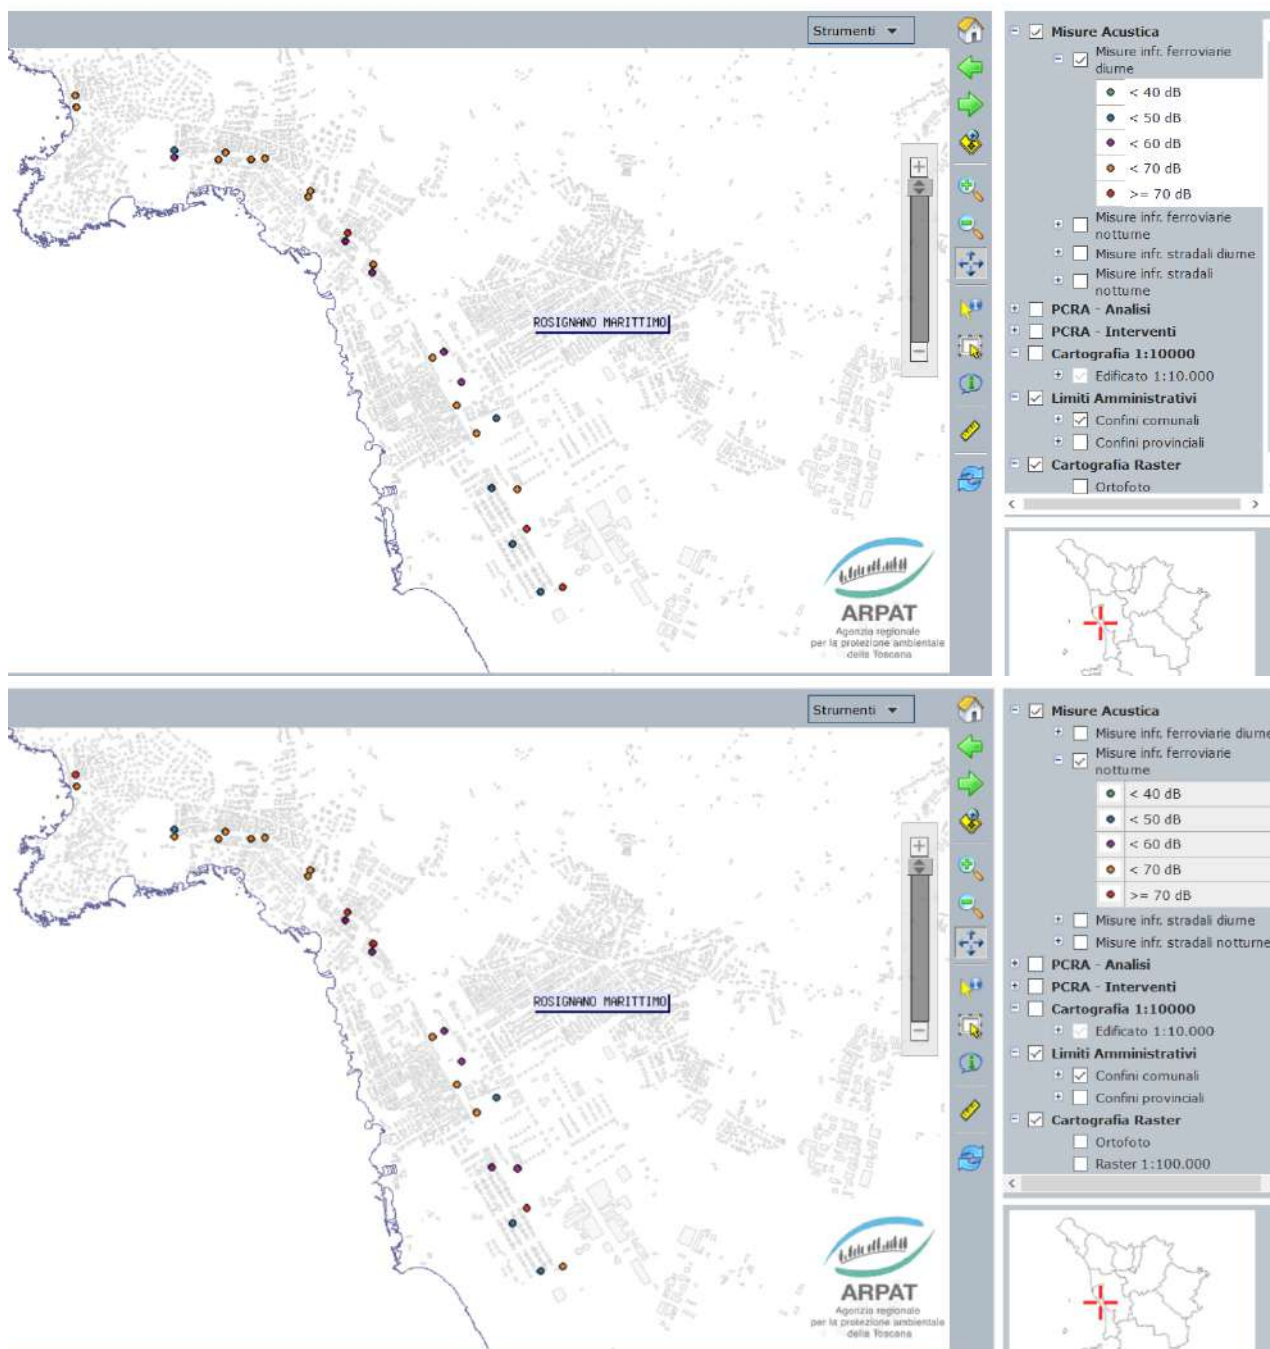 Strumenti
Misure Acustica
Misure infr. ferroviarie
diurne
< 40 dB
< 50 dB
< 60 dB
< 70 dB
>= 70 dB
Misure infr. ferroviarie
notturne
Misure infr. stradali diurne
Misure infr. stradali
notturne
PCRA - Analisi
PCRA - Interventi
Cartografia 1:10000
Edificato 1:10.000
Limiti Amministrativi
Confini comunali
Confini provinciali
Cartografia Raster
Ortofoto
ROSIGNANO MARITTIMO
ARPAT
Agenzia regionale
per la protezione ambientale
della Toscana
Strumenti
Misure Acustica
Misure infr. ferroviarie diurne
Misure infr. ferroviarie
notturne
< 40 dB
< 50 dB
< 60 dB
< 70 dB
>= 70 dB
Misure infr. stradali diurne
Misure infr. stradali notturne
PCRA - Analisi
PCRA - Interventi
Cartografia 1:10000
Edificato 1:10.000
Limiti Amministrativi
Confini comunali
Confini provinciali
Cartografia Raster
Ortofoto
Raster 1:100.000
ROSIGNANO MARITTIMO
ARPAT
Agenzia regionale
per la protezione ambientale
della Toscana